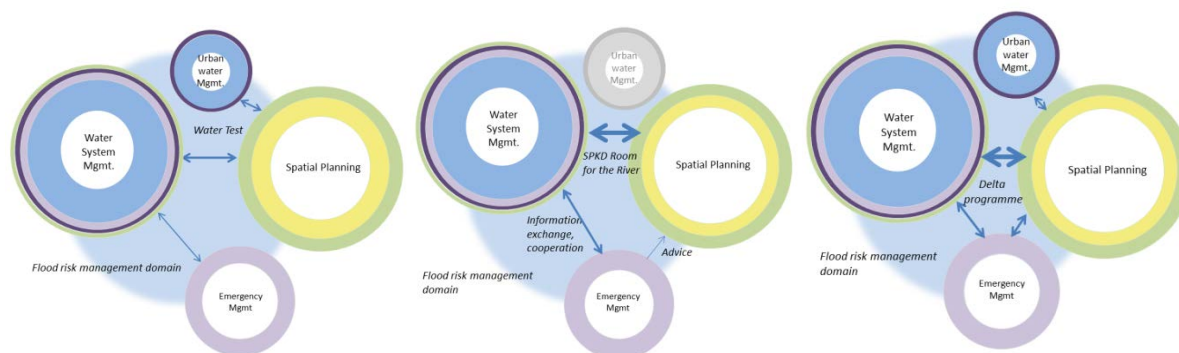 Urban
water
Mgmt.
Water
System
Mgmt.
Water Test
Spatial Planning
Flood risk management domain
Emergency
Mgmt
Urban
water
Mgmt.
Water
System
Mgmt.
SPKD Room
for the River
Spatial Planning
Information
exchange,
cooperation
Advice
Flood risk management
domain
Emergency
Mgmt
Urban
water
Mgmt.
Water
System
Mgmt.
Spatial Planning
Delta
programme
Flood risk management
domain
Emergency
Mgmt